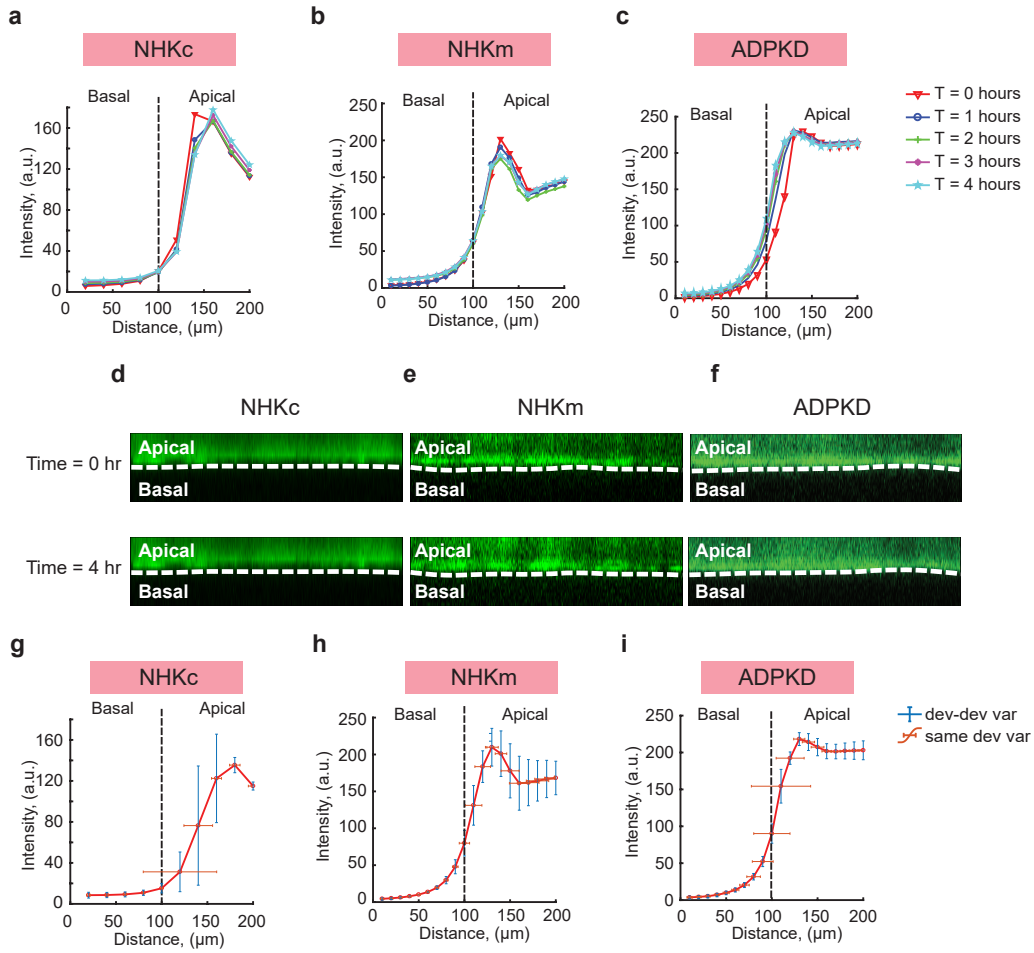 a
NHKc
Basal
Apical
Intensity, (a.u.)
160
120
80
40
0
0 50 100 150 200
Distance, (µm)
b
NHKm
Basal
Apical
Intensity, (a.u.)
250
200
150
100
50
0
0 50 100 150 200
Distance, (µm)
c
ADPKD
Basal
Apical
Intensity, (a.u.)
250
200
150
100
50
0
0 50 100 150 200
Distance, (µm)
T = 0 hours
T = 1 hours
T = 2 hours
T = 3 hours
T = 4 hours
d
NHKc
e
NHKm
f
ADPKD
Time = 0 hr
Apical
Basal
Apical
Basal
Apical
Basal
Time = 4 hr
Apical
Basal
Apical
Basal
Apical
Basal
g
NHKc
Basal
Apical
Intensity, (a.u.)
160
120
80
40
0
0 50 100 150 200
Distance, (µm)
h
NHKm
Basal
Apical
Intensity, (a.u.)
250
200
150
100
50
0
0 50 100 150 200
Distance, (µm)
i
ADPKD
Basal
Apical
Intensity, (a.u.)
250
200
150
100
50
0
0 50 100 150 200
Distance, (µm)
dev-dev var
same dev var